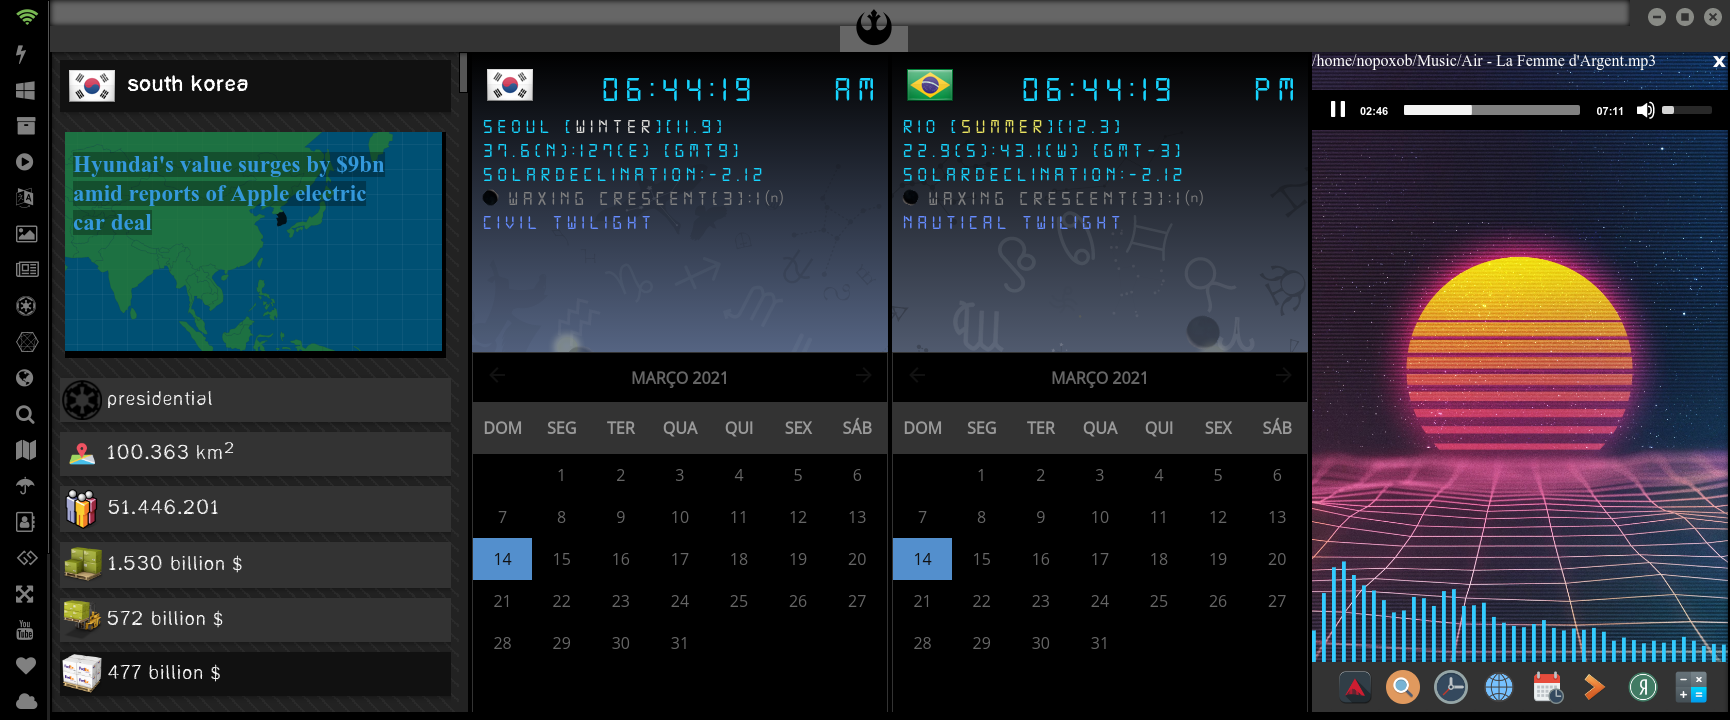 south korea
Hyundai's value surges by $9bn
amid reports of Apple electric
car deal
presidential
100.363 km²
51.446.201
1.530 billion $
572 billion $
477 billion $
06:44:19 AM
SEOUL [WINTER][11.9]
37.6(N):127(E) [GMT9]
SOLARDECLINATION:-2.12
WAXING CRESCENT[3]:1(n)
CIVIL TWILIGHT
MARÇO 2021
DOM SEG TER QUA QUI SEX SÁB
1 2 3 4 5 6
7 8 9 10 11 12 13
14 15 16 17 18 19 20
21 22 23 24 25 26 27
28 29 30 31
06:44:19 PM
RIO [SUMMER][12.3]
22.9(S):43.1(W) [GMT-3]
SOLARDECLINATION:-2.12
WAXING CRESCENT[3]:1(n)
NAUTICAL TWILIGHT
MARÇO 2021
DOM SEG TER QUA QUI SEX SÁB
1 2 3 4 5 6
7 8 9 10 11 12 13
14 15 16 17 18 19 20
21 22 23 24 25 26 27
28 29 30 31
/home/nopoxob/Music/Air - La Femme d'Argent.mp3 x
02:46 07:11
You
Tube
FedEx FedEx
Я